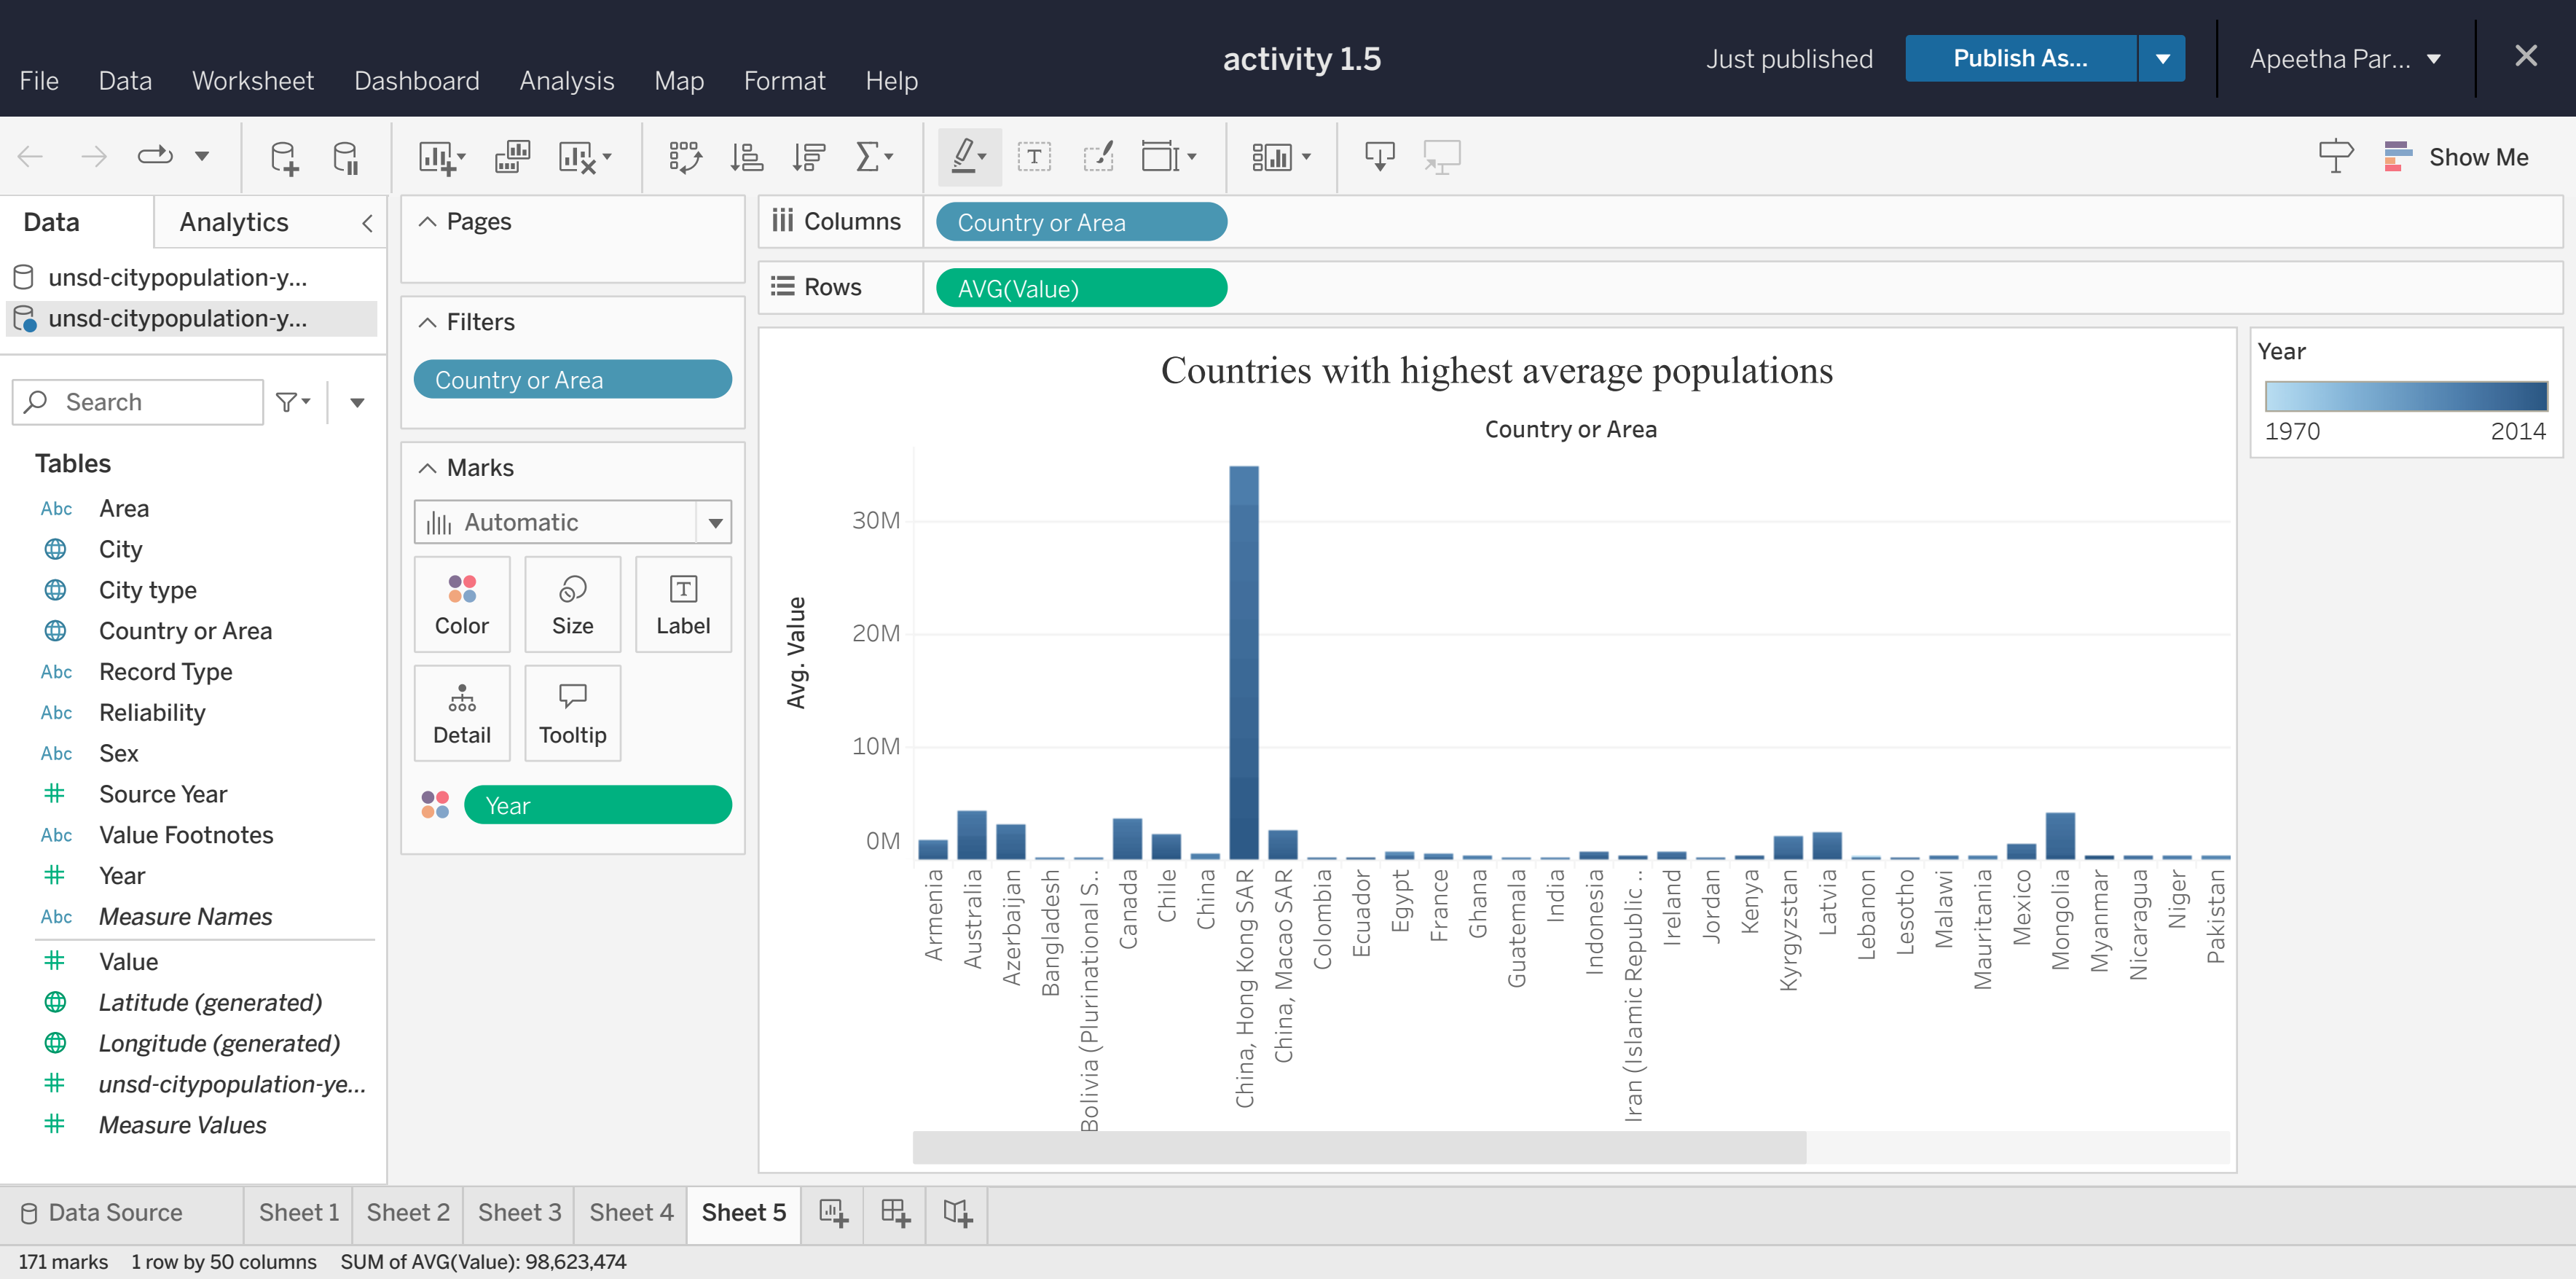 activity 1.5
Just published
Publish As...
Apeetha Par...
File Data Worksheet Dashboard Analysis Map Format Help
Show Me
Data
Analytics
unsd-citypopulation-y...
unsd-citypopulation-y...
Search
Tables
Abc Area
City
City type
Country or Area
Abc Record Type
Abc Reliability
Abc Sex
Source Year
Abc Value Footnotes
Year
Abc Measure Names
Value
Latitude (generated)
Longitude (generated)
unsd-citypopulation-ye...
Measure Values
Pages
Filters
Country or Area
Marks
Automatic
Color
Size
Label
Detail
Tooltip
Year
Columns
Country or Area
Rows
AVG(Value)
Countries with highest average populations
Country or Area
Avg. Value
30M
20M
10M
0M
Armenia
Australia
Azerbaijan
Bangladesh
Bolivia (Plurinational S..
Canada
Chile
China
China, Hong Kong SAR
China, Macao SAR
Colombia
Ecuador
Egypt
France
Ghana
Guatemala
India
Indonesia
Iran (Islamic Republic ..
Ireland
Jordan
Kenya
Kyrgyzstan
Latvia
Lebanon
Lesotho
Malawi
Mauritania
Mexico
Mongolia
Myanmar
Nicaragua
Niger
Pakistan
Year
1970 2014
Data Source
Sheet 1
Sheet 2
Sheet 3
Sheet 4
Sheet 5
171 marks 1 row by 50 columns SUM of AVG(Value): 98,623,474